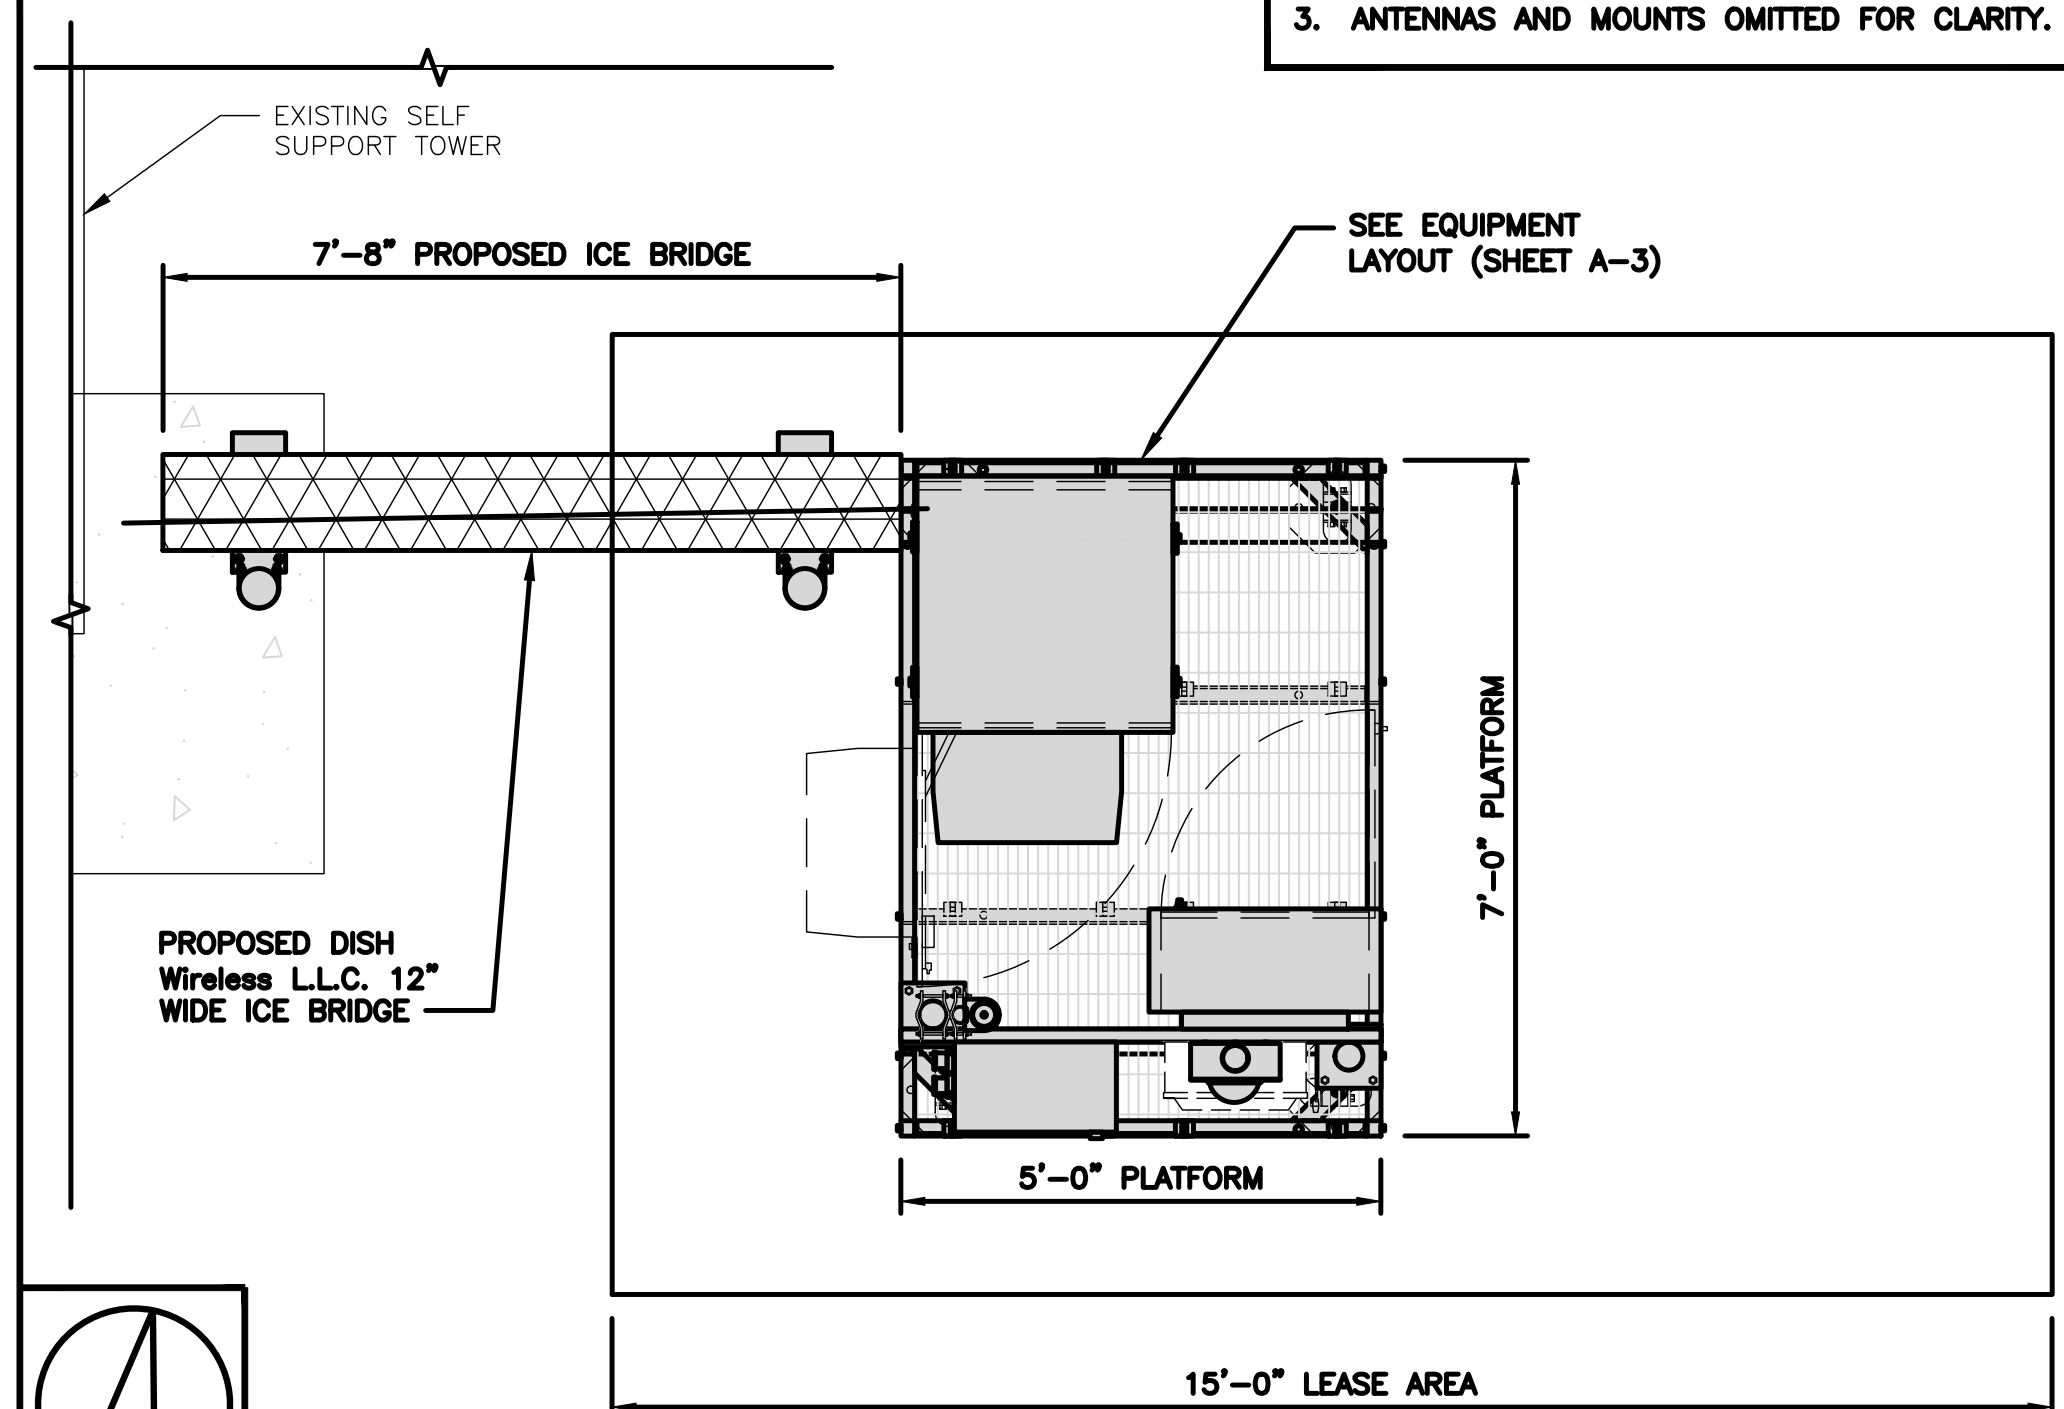 3. ANTENNAS AND MOUNTS OMITTED FOR CLARITY.
EXISTING SELF
SUPPORT TOWER
7'-8" PROPOSED ICE BRIDGE
SEE EQUIPMENT
LAYOUT (SHEET A-3)
7'-0" PLATFORM
PROPOSED DISH
Wireless L.L.C. 12"
WIDE ICE BRIDGE
5'-0" PLATFORM
15'-0" LEASE AREA